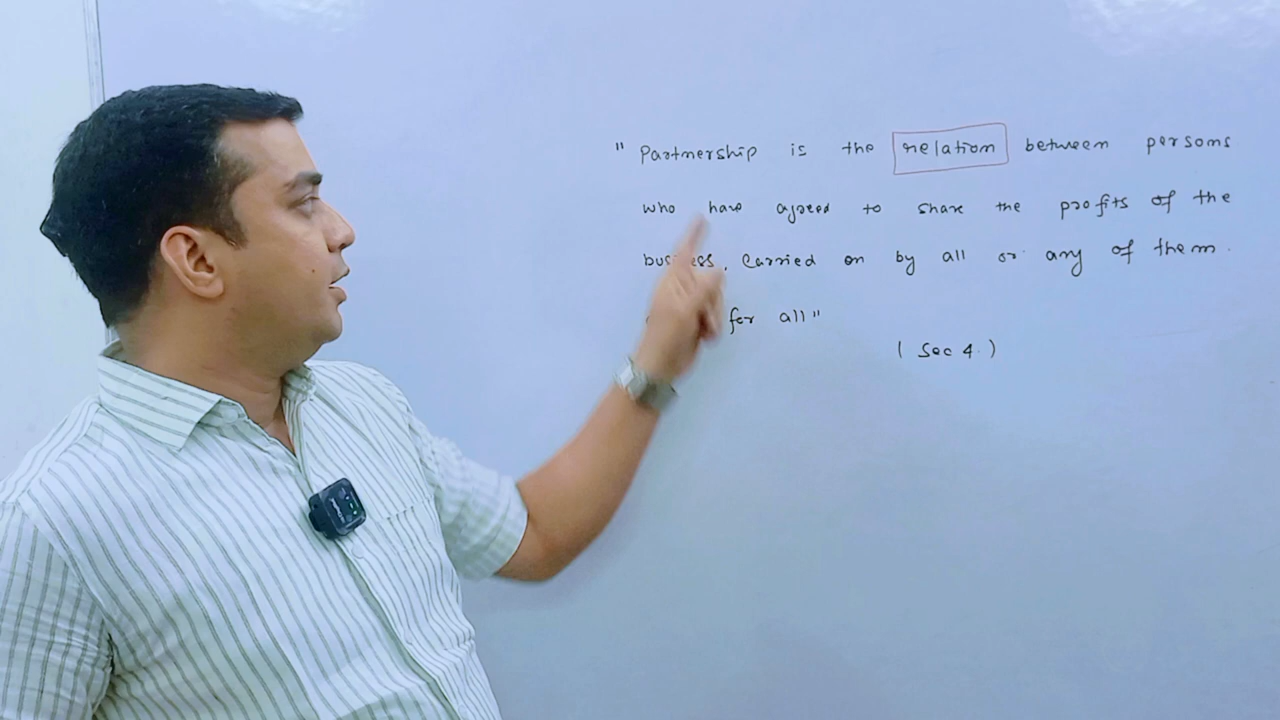 " Partnership is the relation between persons
who have agreed to share the profits of the
business, carried on by all or any of them.
for all "
( Sec 4. )